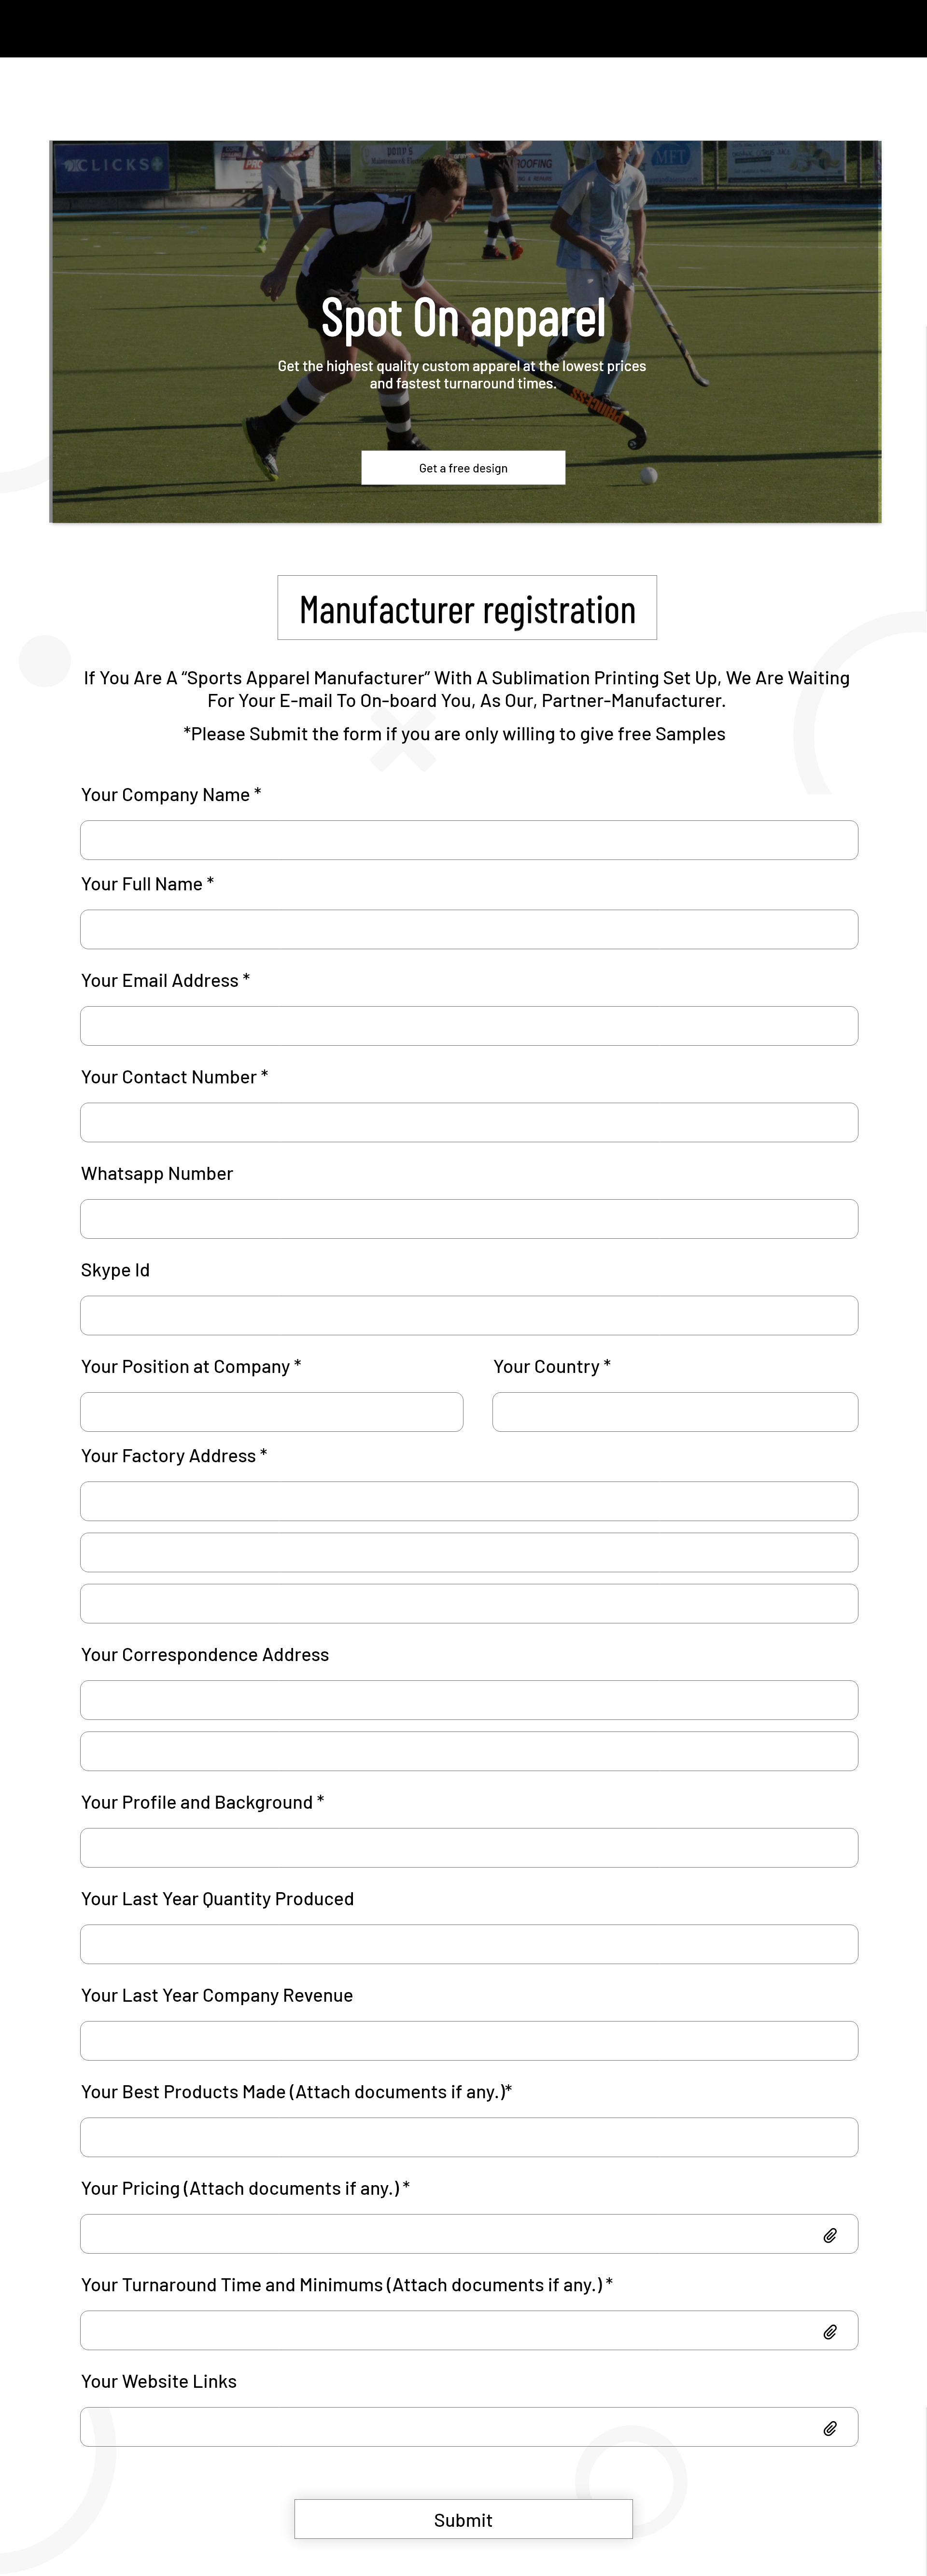 CLICKS
ROOFING
MFT
PRINCESS
Spot On apparel
Get the highest quality custom apparel at the lowest prices
and fastest turnaround times.
Get a free design
Manufacturer registration
If You Are A “Sports Apparel Manufacturer” With A Sublimation Printing Set Up, We Are Waiting
For Your E-mail To On-board You, As Our, Partner-Manufacturer.
*Please Submit the form if you are only willing to give free Samples
Your Company Name *
Your Full Name *
Your Email Address *
Your Contact Number *
Whatsapp Number
Skype Id
Your Position at Company *
Your Country *
Your Factory Address *
Your Correspondence Address
Your Profile and Background *
Your Last Year Quantity Produced
Your Last Year Company Revenue
Your Best Products Made (Attach documents if any.)*
Your Pricing (Attach documents if any.) *
Your Turnaround Time and Minimums (Attach documents if any.) *
Your Website Links
Submit